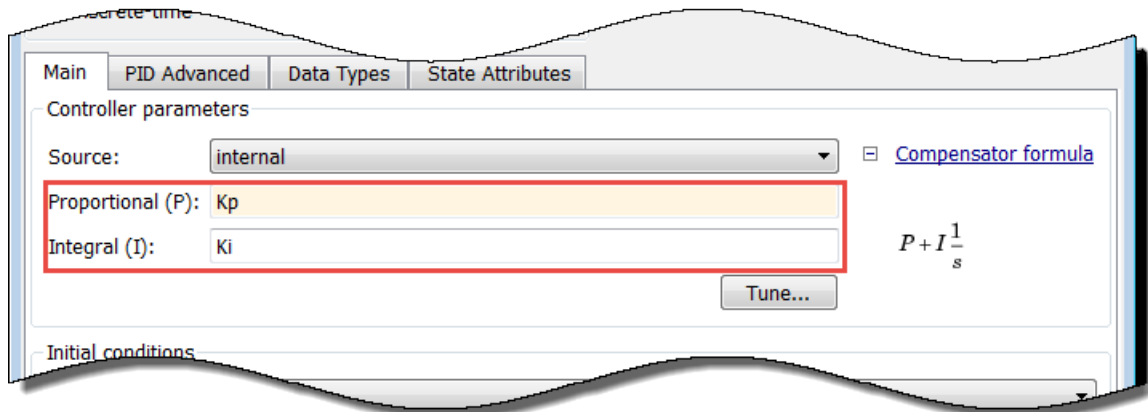 Main PID Advanced Data Types State Attributes
Controller parameters
Source: internal Compensator formula
Proportional (P): Kp
Integral (I): Ki
P + I 1/s
Tune...
Initial conditions